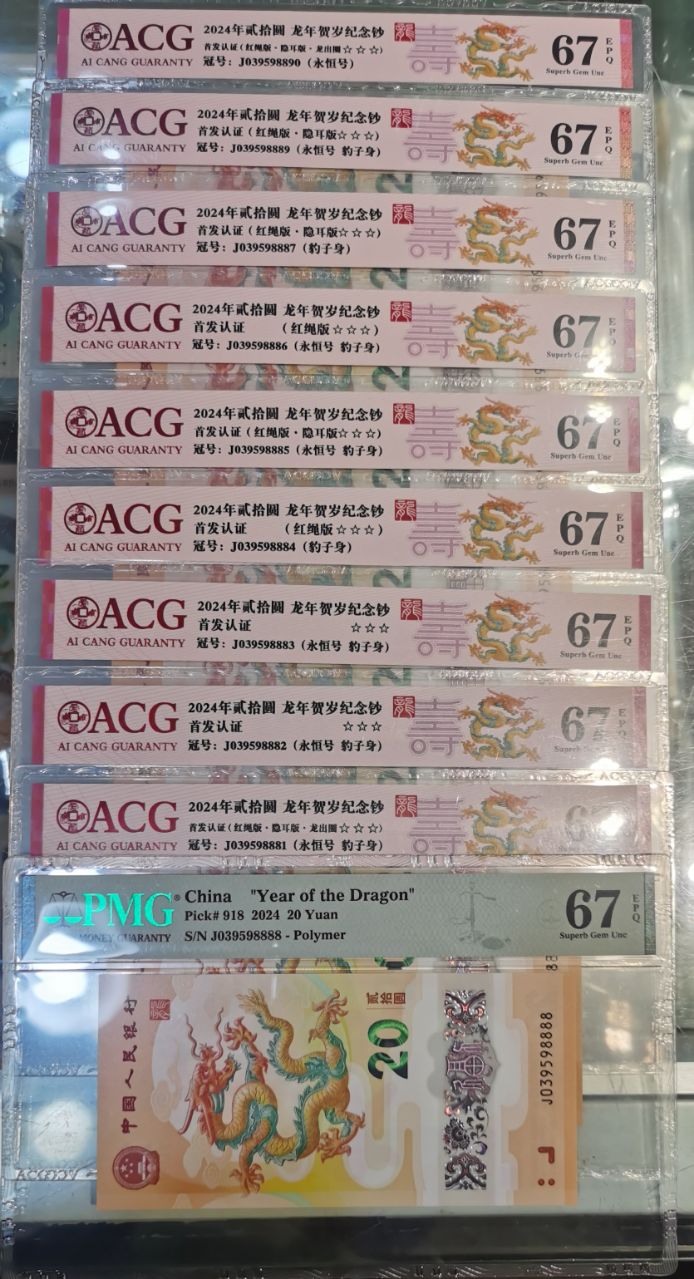 ACG
AI CANG GUARANTY
2024年贰拾圆 龙年贺岁纪念钞
首发认证(红绳版·隐耳版·龙出圈☆☆☆)
冠号: J039598890 (永恒号)
67
EPQ
Superb Gem Unc
ACG
AI CANG GUARANTY
2024年贰拾圆 龙年贺岁纪念钞
首发认证(红绳版·隐耳版☆☆☆)
冠号: J039598889 (永恒号 豹子身)
67
EPQ
Superb Gem Unc
ACG
AI CANG GUARANTY
2024年贰拾圆 龙年贺岁纪念钞
首发认证(红绳版·隐耳版☆☆☆)
冠号: J039598887 (豹子身)
67
EPQ
Superb Gem Unc
ACG
AI CANG GUARANTY
2024年贰拾圆 龙年贺岁纪念钞
首发认证 (红绳版☆☆☆)
冠号: J039598886 (永恒号 豹子身)
67
EPQ
Superb Gem Unc
ACG
AI CANG GUARANTY
2024年贰拾圆 龙年贺岁纪念钞
首发认证(红绳版·隐耳版☆☆☆)
冠号: J039598885 (永恒号 豹子身)
67
EPQ
Superb Gem Unc
ACG
AI CANG GUARANTY
2024年贰拾圆 龙年贺岁纪念钞
首发认证 (红绳版☆☆☆)
冠号: J039598884 (豹子身)
67
EPQ
Superb Gem Unc
ACG
AI CANG GUARANTY
2024年贰拾圆 龙年贺岁纪念钞
首发认证 ☆☆☆
冠号: J039598883 (永恒号 豹子身)
67
EPQ
Superb Gem Unc
ACG
AI CANG GUARANTY
2024年贰拾圆 龙年贺岁纪念钞
首发认证 ☆☆☆
冠号: J039598882 (永恒号 豹子身)
67
EPQ
Superb Gem Unc
ACG
AI CANG GUARANTY
2024年贰拾圆 龙年贺岁纪念钞
首发认证(红绳版·隐耳版·龙出圈☆☆☆)
冠号: J039598881 (永恒号 豹子身)
PMG
MONEY GUARANTY
China "Year of the Dragon"
Pick# 918 2024 20 Yuan
S/N J039598888 - Polymer
67
EPQ
Superb Gem Unc
中國人民银行
贰拾圓
20
J039598888